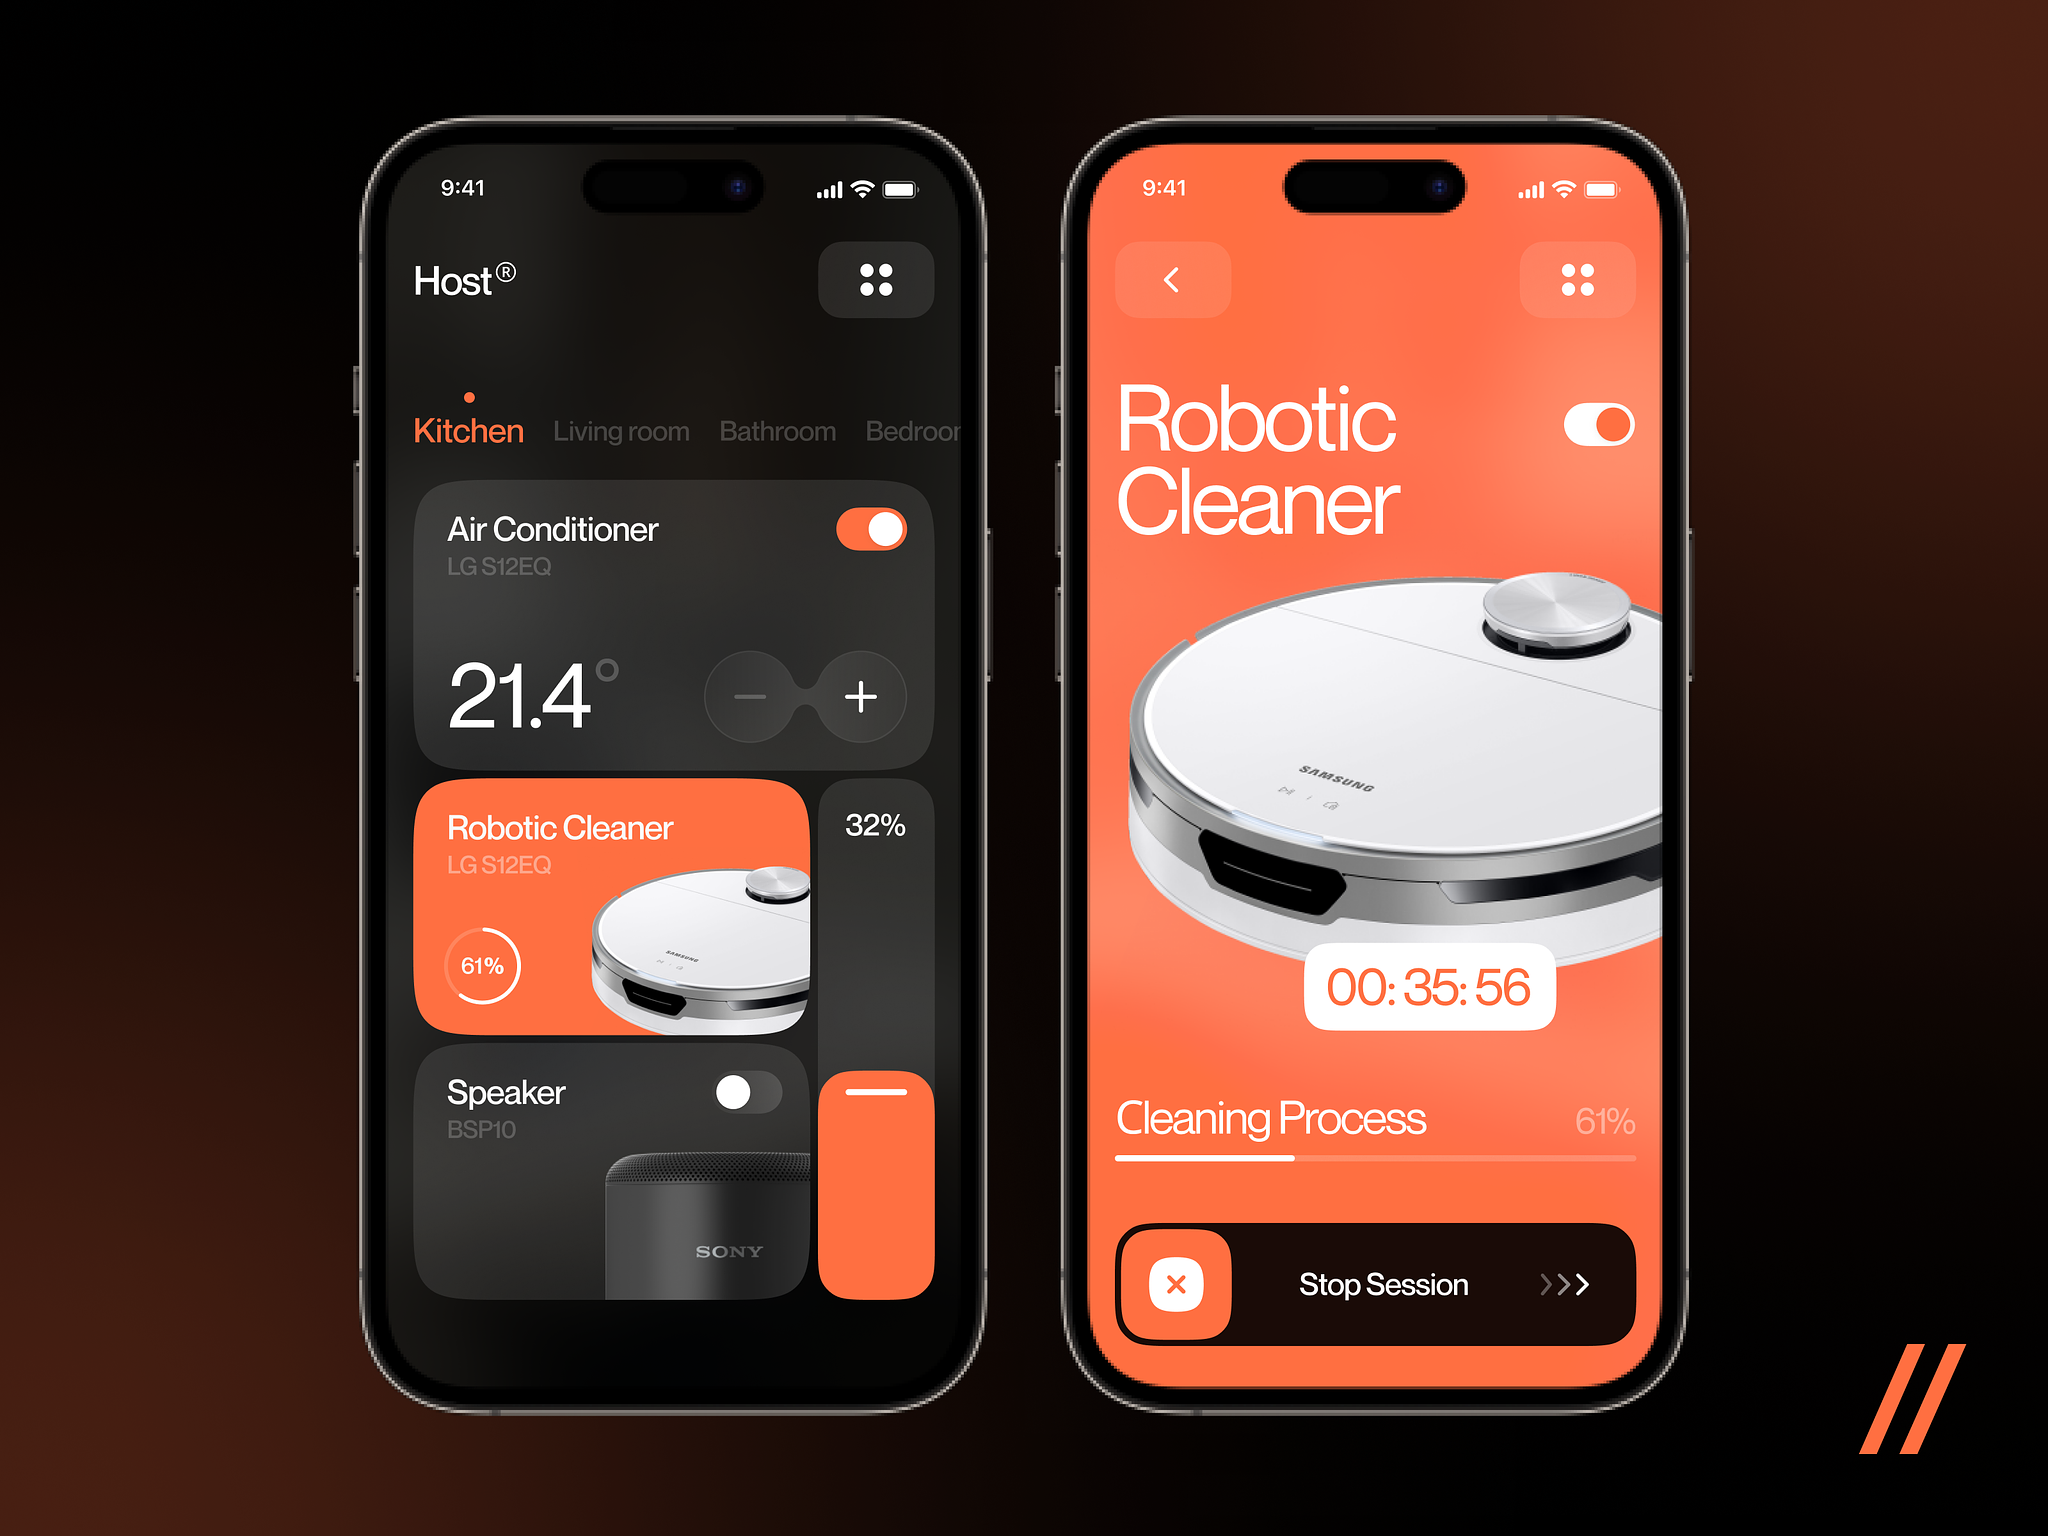 9:41
Host®
Kitchen Living room Bathroom Bedroor
Air Conditioner
LG S12EQ
21.4°
Robotic Cleaner
LG S12EQ
61%
SAMSUNG
32%
Speaker
BSP10
SONY
9:41
Robotic
Cleaner
SAMSUNG
00:35:56
Cleaning Process 61%
Stop Session